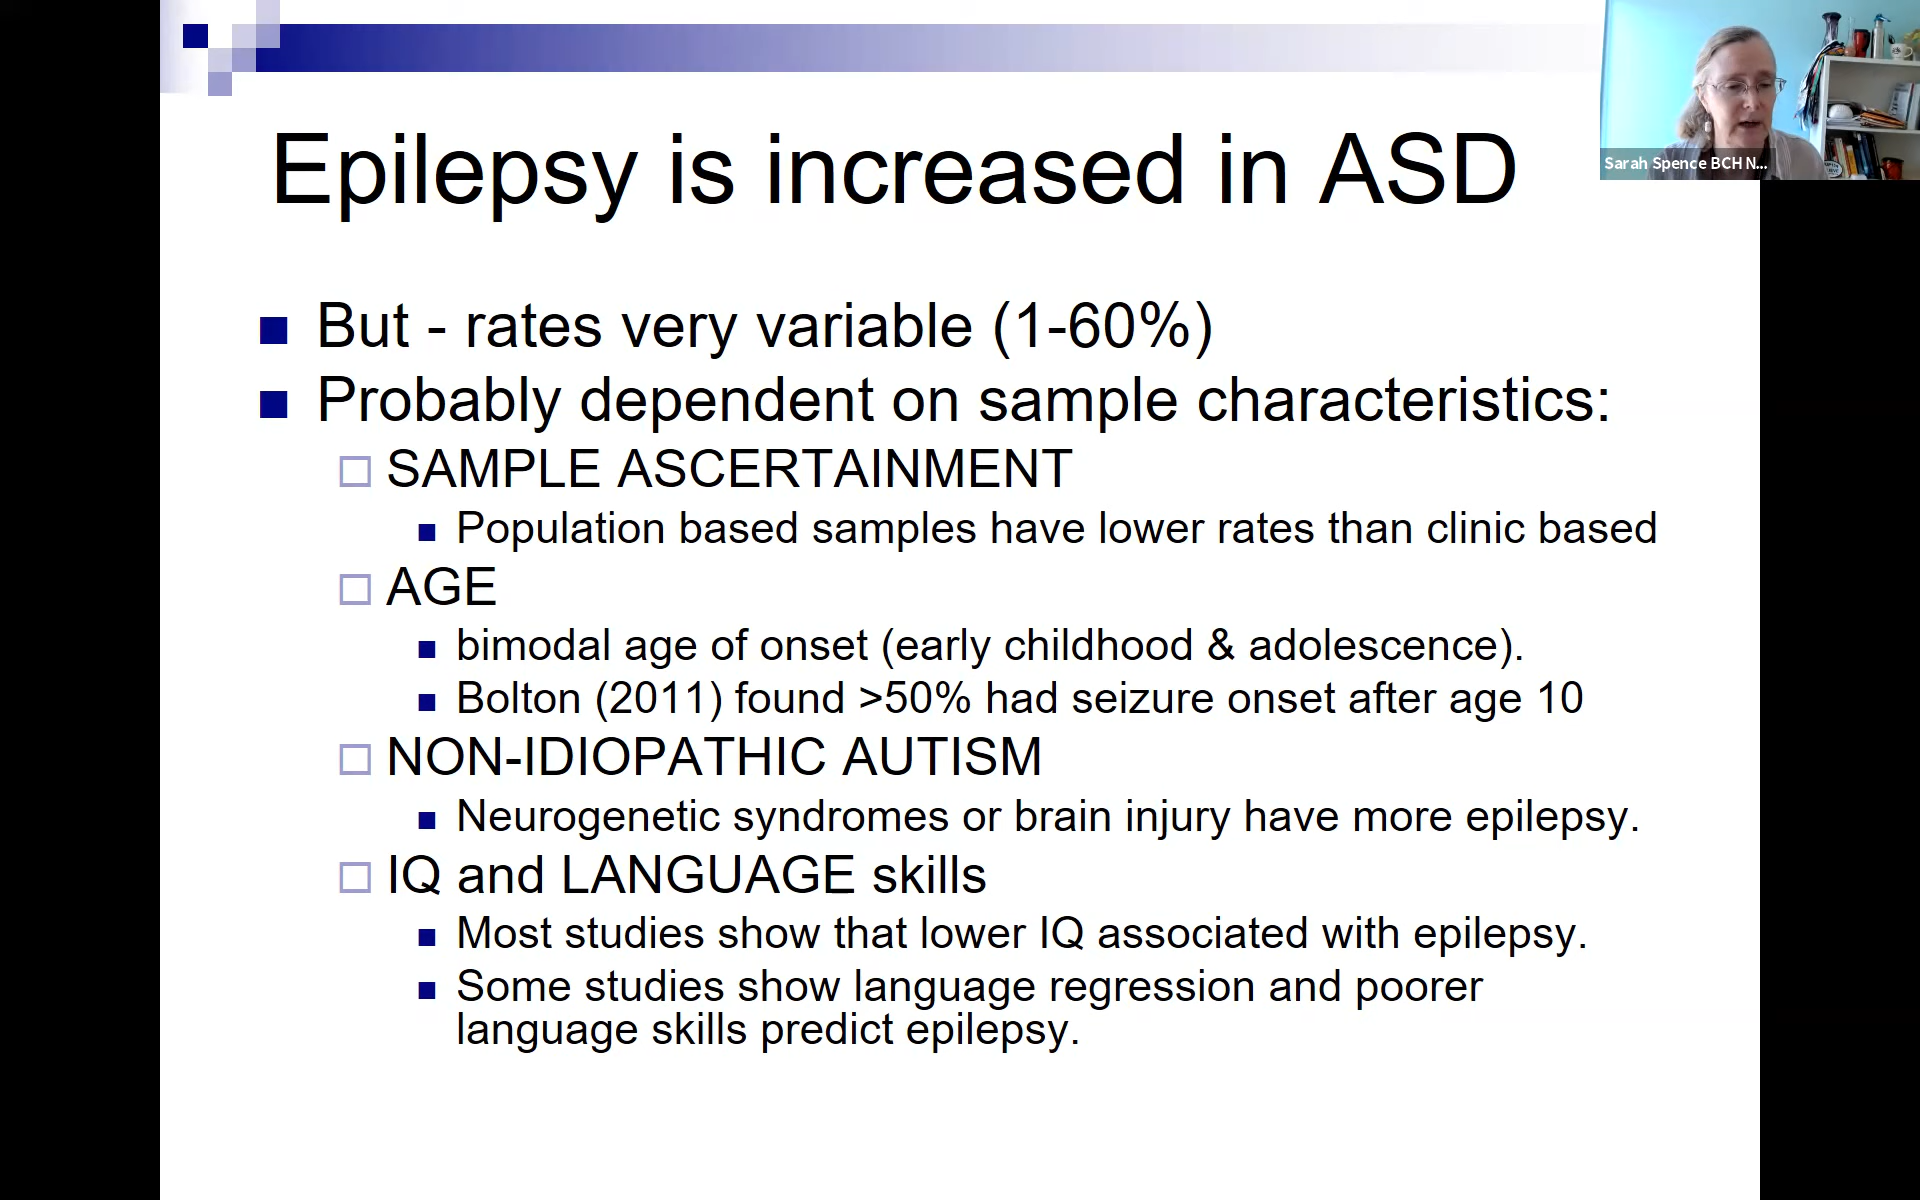 Epilepsy is increased in ASD
Sarah Spence BCH N...
But - rates very variable (1-60%)
Probably dependent on sample characteristics:
SAMPLE ASCERTAINMENT
Population based samples have lower rates than clinic based
AGE
bimodal age of onset (early childhood & adolescence).
Bolton (2011) found >50% had seizure onset after age 10
NON-IDIOPATHIC AUTISM
Neurogenetic syndromes or brain injury have more epilepsy.
IQ and LANGUAGE skills
Most studies show that lower IQ associated with epilepsy.
Some studies show language regression and poorer
language skills predict epilepsy.